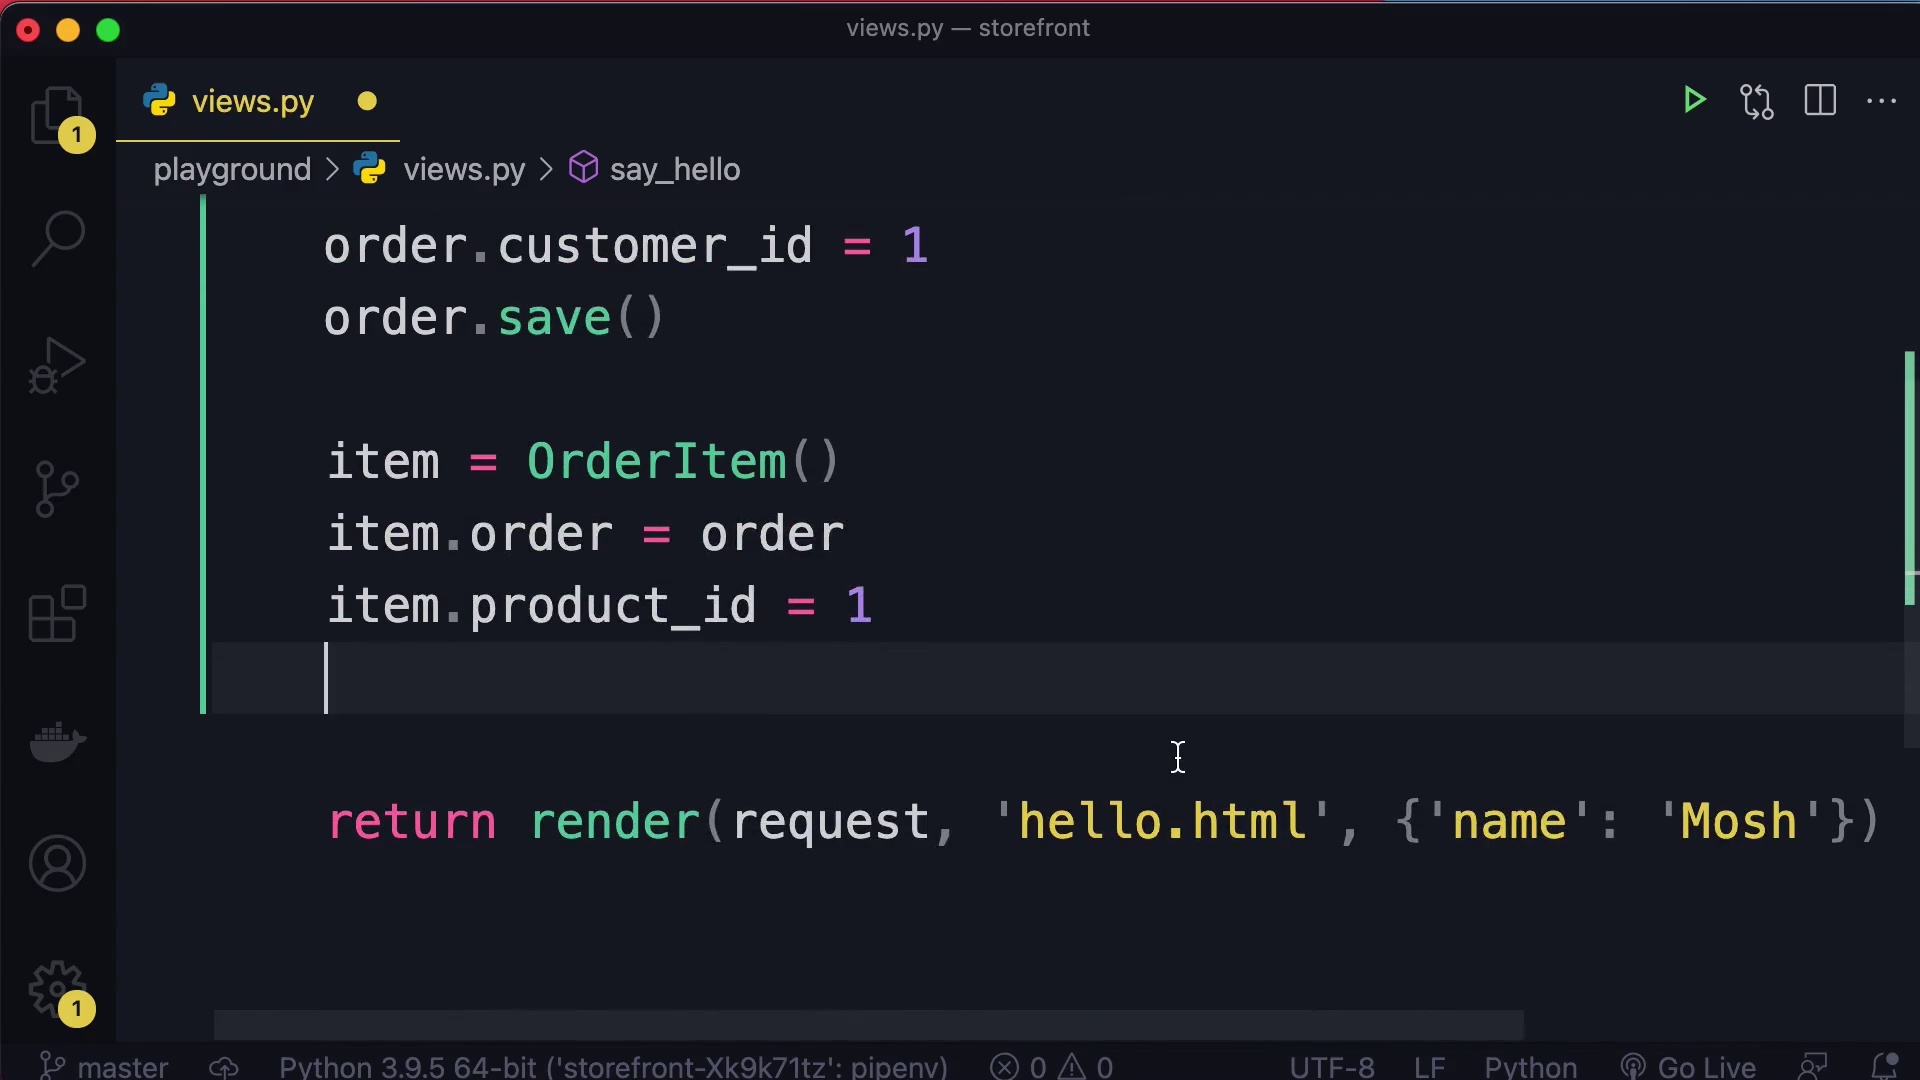 views.py — storefront
views.py
playground > views.py > say_hello
1
order.customer_id = 1
order.save()
item = OrderItem()
item.order = order
item.product_id = 1
return render(request, 'hello.html', {'name': 'Mosh'})
1
master Python 3.9.5 64-bit ('storefront-Xk9k71tz': pipenv) 0 0 UTF-8 LF Python Go Live